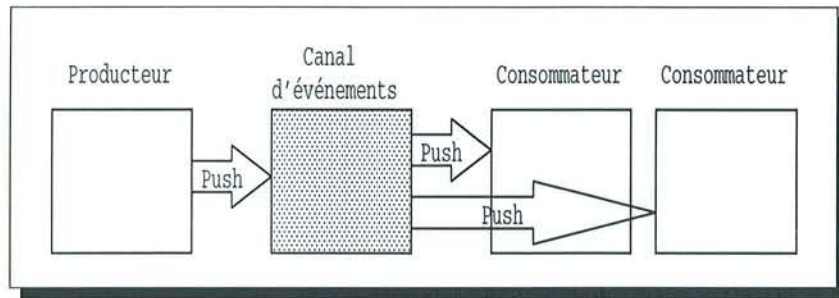 Producteur
Canal
d'événements
Consommateur
Consommateur
Push
Push
Push